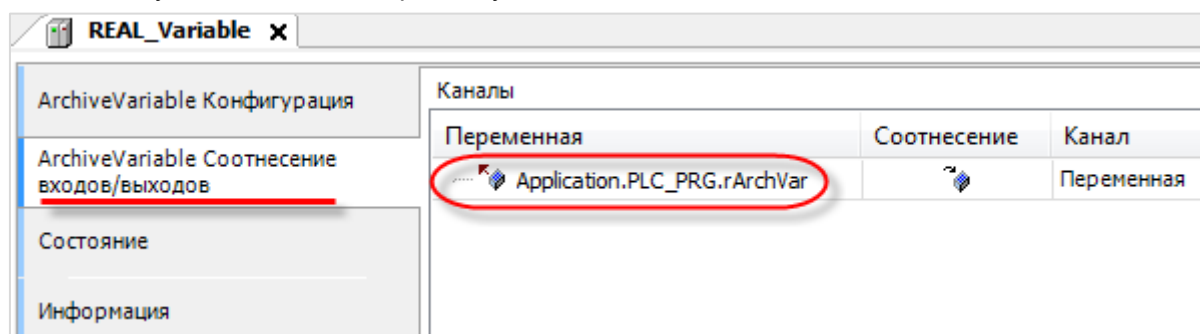 REAL_Variable x
ArchiveVariable Конфигурация
ArchiveVariable Соотнесение
входов/выходов
Состояние
Информация
Каналы
Переменная Соотнесение Канал
Application.PLC_PRG.rArchVar Переменная